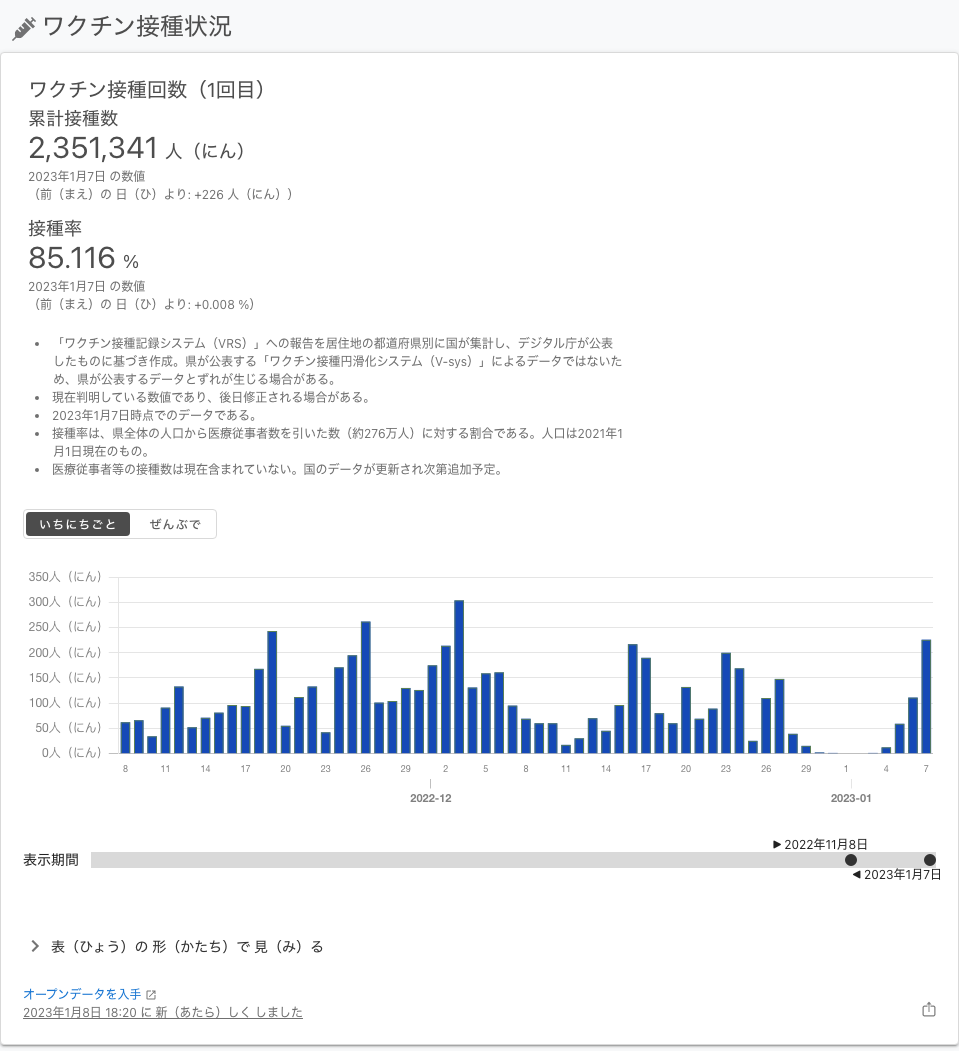 ワクチン接種状況
ワクチン接種回数（1回目）
累計接種数
2,351,341 人（にん）
2023年1月7日 の数値
（前（まえ）の 日（ひ）より: +226 人（にん））
接種率
85.116 %
2023年1月7日 の数値
（前（まえ）の 日（ひ）より: +0.008 %）
• 「ワクチン接種記録システム（VRS）」への報告を居住地の都道府県別に国が集計し、デジタル庁が公表
したものに基づき作成。県が公表する「ワクチン接種円滑化システム（V-sys）」によるデータではないた
め、県が公表するデータとずれが生じる場合がある。
• 現在判明している数値であり、後日修正される場合がある。
• 2023年1月7日時点でのデータである。
• 接種率は、県全体の人口から医療従事者数を引いた数（約276万人）に対する割合である。人口は2021年1
月1日現在のもの。
• 医療従事者等の接種数は現在含まれていない。国のデータが更新され次第追加予定。
いちにちごと ぜんぶで
350人（にん）
300人（にん）
250人（にん）
200人（にん）
150人（にん）
100人（にん）
50人（にん）
0人（にん）
8 11 14 17 20 23 26 29 2 5 8 11 14 17 20 23 26 29 1 4 7
2022-12 2023-01
2022年11月8日
表示期間
2023年1月7日
表（ひょう）の 形（かたち）で 見（み）る
オープンデータを入手
2023年1月8日 18:20 に 新（あたら）しく しました